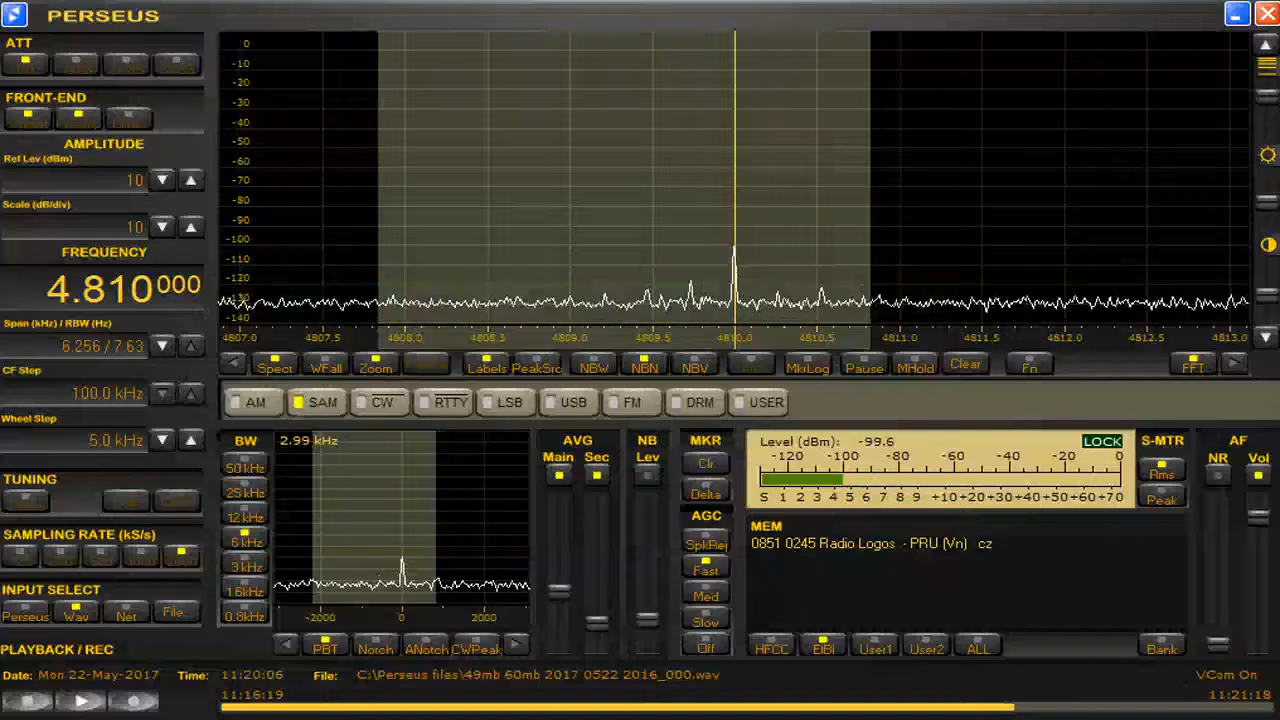 PERSEUS
ATT
FRONT-END
AMPLITUDE
Ref Lev (dBm)
10
Scale (dB/div)
10
FREQUENCY
4.810000
Span (kHz) / RBW (Hz)
6.256 / 7.63
CF Step
100.0 kHz
Wheel Step
5.0 kHz
TUNING
SAMPLING RATE (kS/s)
INPUT SELECT
Perseus Wav Net File
PLAYBACK / REC
0
-10
-20
-30
-40
-50
-60
-70
-80
-90
-100
-110
-120
-130
-140
4807.0 4807.5 4808.0 4808.5 4809.0 4809.5 4810.0 4810.5 4811.0 4811.5 4812.0 4812.5 4813.0
Spect WFall Zoom Labels PeakSrc NBW NBN NBV MkrLog Pause MHold Clear Fn FFT
AM SAM CW RTTY LSB USB FM DRM USER
BW
50 kHz
25 kHz
12 kHz
6 kHz
3 kHz
1.6kHz
0.8kHz
2.99 kHz
-2000 0 2000
PBT Notch ANotch CWPeak
AVG
Main Sec
NB
Lev
MKR
Clr
Delta
AGC
SpkRej
Fast
Med
Slow
Off
Level (dBm): -99.6 LOCK
-120 -100 -80 -60 -40 -20 0
S 1 2 3 4 5 6 7 8 9 +10 +20 +30 +40 +50 +60 +70
S-MTR
Rms
Peak
AF
NR Vol
MEM
0851 0245 Radio Logos - PRU (Vn) cz
HFCC EiBi User1 User2 ALL Bank
Date: Mon 22-May-2017 Time: 11:20:06 File: C:\Perseus files\49mb 60mb 2017 0522 2016_000.wav VCom On
11:16:19 11:21:18